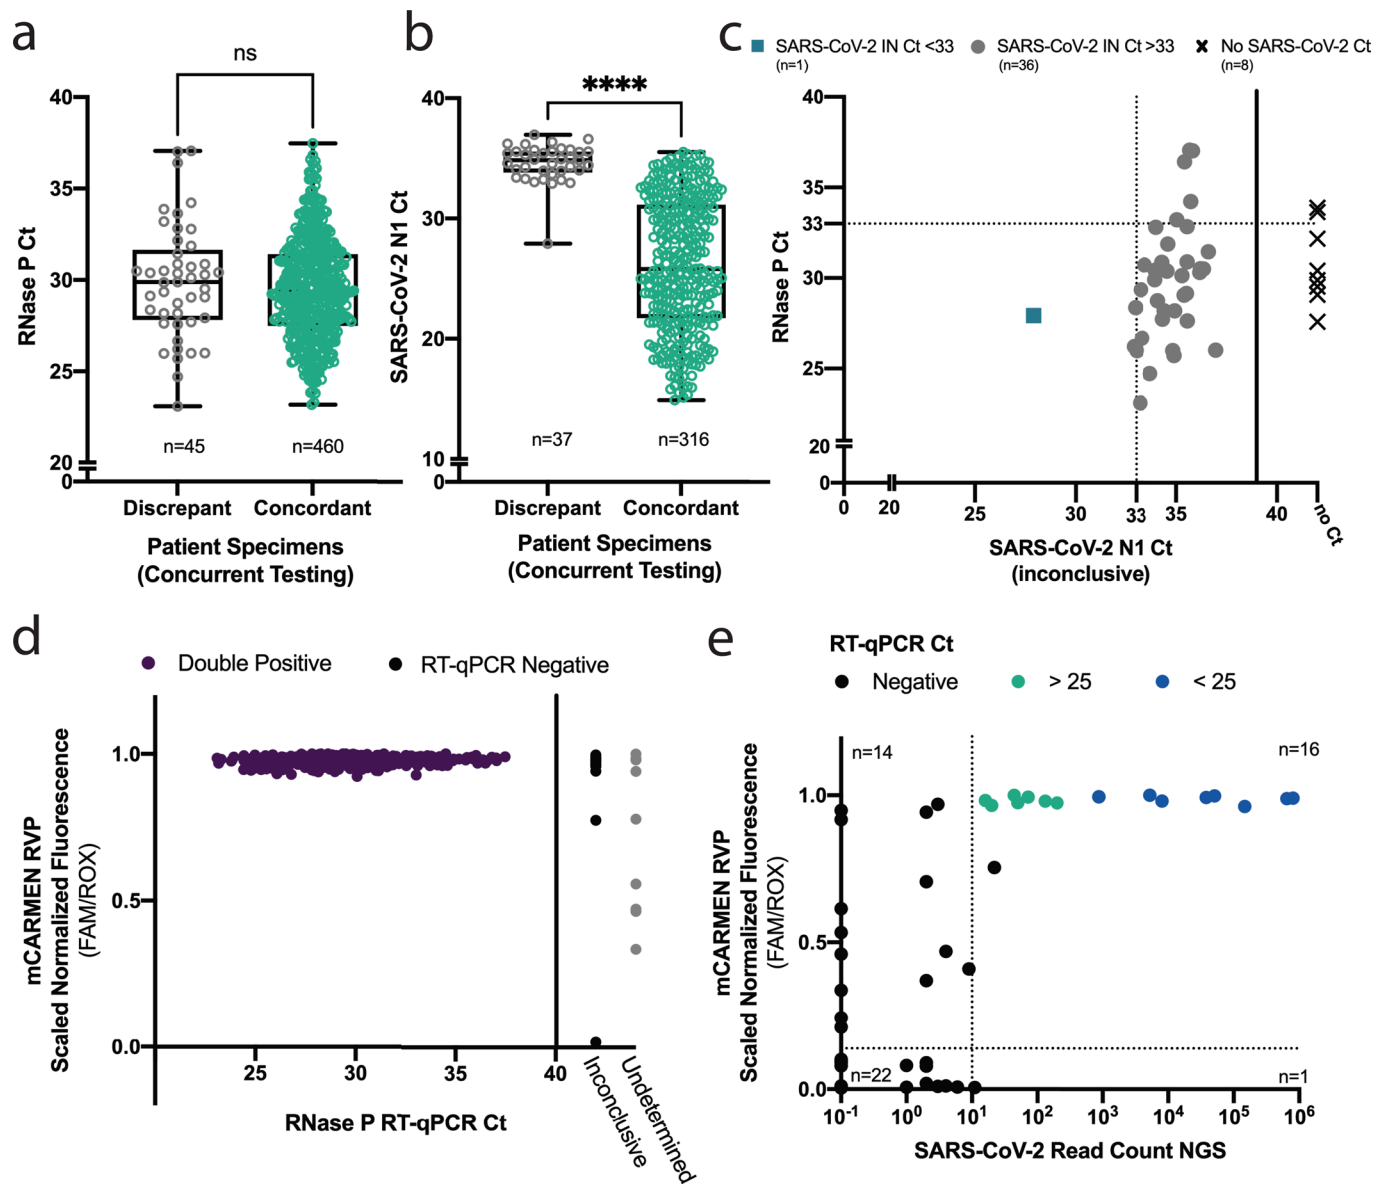 a
ns
RNase P Ct
40
35
30
25
20
0
n=45
n=460
Discrepant
Concordant
Patient Specimens
(Concurrent Testing)
b
****
SARS-CoV-2 N1 Ct
40
30
20
10
0
n=37
n=316
Discrepant
Concordant
Patient Specimens
(Concurrent Testing)
c
SARS-CoV-2 IN Ct <33
(n=1)
SARS-CoV-2 IN Ct >33
(n=36)
No SARS-CoV-2 Ct
(n=8)
RNase P Ct
40
35
33
30
25
20
0
0
20
25
30
33
35
40
no Ct
SARS-CoV-2 N1 Ct
(inconclusive)
d
Double Positive
RT-qPCR Negative
mCARMEN RVP
Scaled Normalized Fluorescence
(FAM/ROX)
1.0
0.5
0.0
25
30
35
40
Inconclusive
Undetermined
RNase P RT-qPCR Ct
e
RT-qPCR Ct
Negative
> 25
< 25
mCARMEN RVP
Scaled Normalized Fluorescence
(FAM/ROX)
n=14
n=16
1.0
0.5
n=22
n=1
0.0
10-1
100
101
102
103
104
105
106
SARS-CoV-2 Read Count NGS